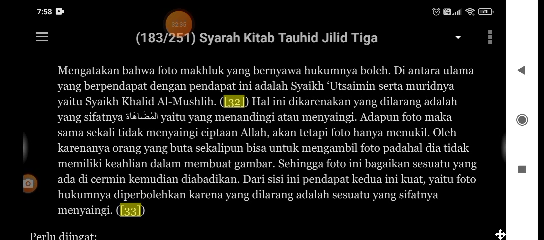 7:58
22:55
(183/251) Syarah Kitab Tauhid Jilid Tiga
Mengatakan bahwa foto makhluk yang bernyawa hukumnya boleh. Di antara ulama
yang berpendapat dengan pendapat ini adalah Syaikh ‘Utsaimin serta muridnya
yaitu Syaikh Khalid Al-Mushlih. ([32]) Hal ini dikarenakan yang dilarang adalah
yang sifatnya المُضَاهَاة yaitu yang menandingi atau menyaingi. Adapun foto maka
sama sekali tidak menyaingi ciptaan Allah, akan tetapi foto hanya menukil. Oleh
karenanya orang yang buta sekalipun bisa untuk mengambil foto padahal dia tidak
memiliki keahlian dalam membuat gambar. Sehingga foto ini bagaikan sesuatu yang
ada di cermin kemudian diabadikan. Dari sisi ini pendapat kedua ini kuat, yaitu foto
hukumnya diperbolehkan karena yang dilarang adalah sesuatu yang sifatnya
menyaingi. ([33])
Perlu diingat: